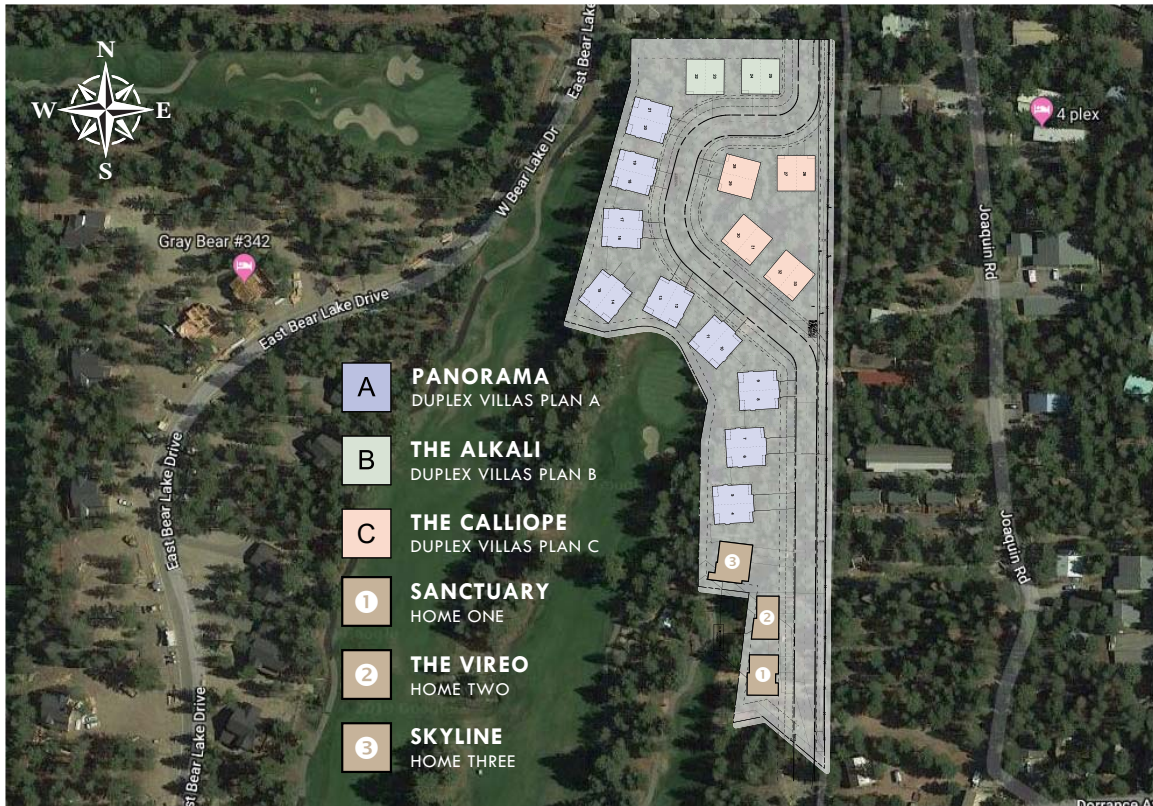 N
W
E
S
East Bear Lake
W Bear Lake Dr
4 plex
Joaquin Rd
Gray Bear #342
East Bear Lake Drive
A
PANORAMA
DUPLEX VILLAS PLAN A
B
THE ALKALI
DUPLEX VILLAS PLAN B
C
THE CALLIOPE
DUPLEX VILLAS PLAN C
1
SANCTUARY
HOME ONE
2
THE VIREO
HOME TWO
3
SKYLINE
HOME THREE
East Bear Lake Drive
st Bear Lake Drive
Joaquin Rd
3
2
1